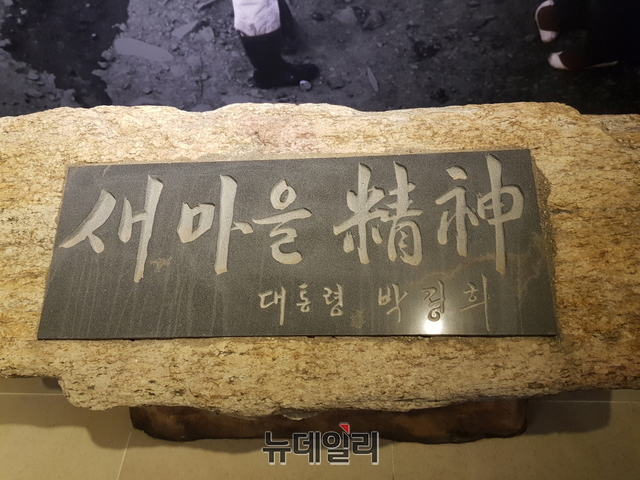 새마을 精神
대통령 박정희
뉴데일리